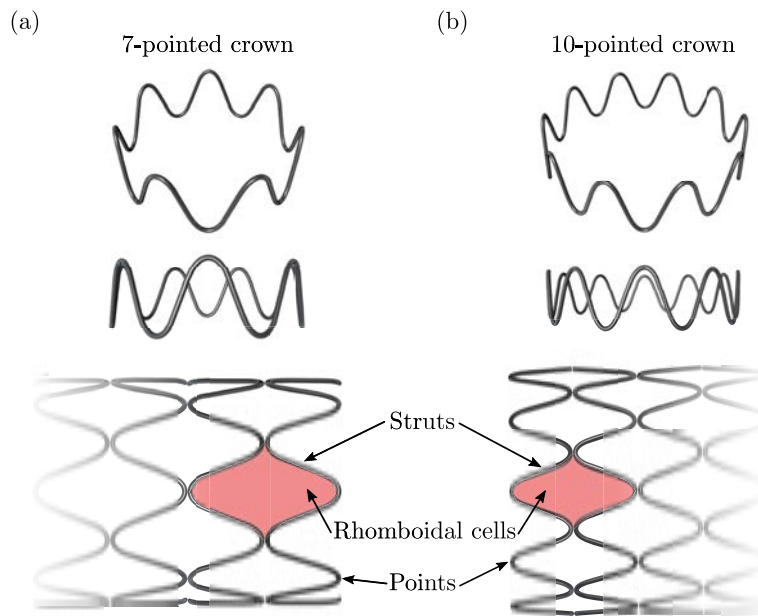 (a)
7-pointed crown
(b)
10-pointed crown
Struts
Rhomboidal cells
Points